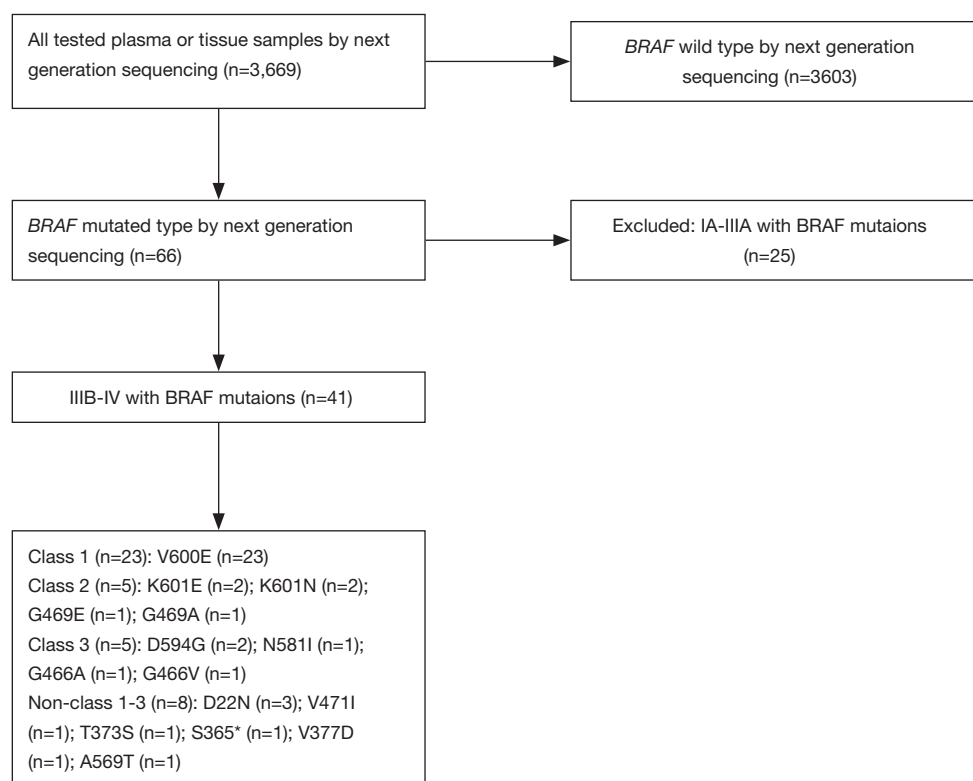 All tested plasma or tissue samples by next
generation sequencing (n=3,669)
BRAF wild type by next generation
sequencing (n=3603)
BRAF mutated type by next generation
sequencing (n=66)
Excluded: IA-IIIA with BRAF mutaions
(n=25)
IIIB-IV with BRAF mutaions (n=41)
Class 1 (n=23): V600E (n=23)
Class 2 (n=5): K601E (n=2); K601N (n=2);
G469E (n=1); G469A (n=1)
Class 3 (n=5): D594G (n=2); N581I (n=1);
G466A (n=1); G466V (n=1)
Non-class 1-3 (n=8): D22N (n=3); V471I
(n=1); T373S (n=1); S365* (n=1); V377D
(n=1); A569T (n=1)